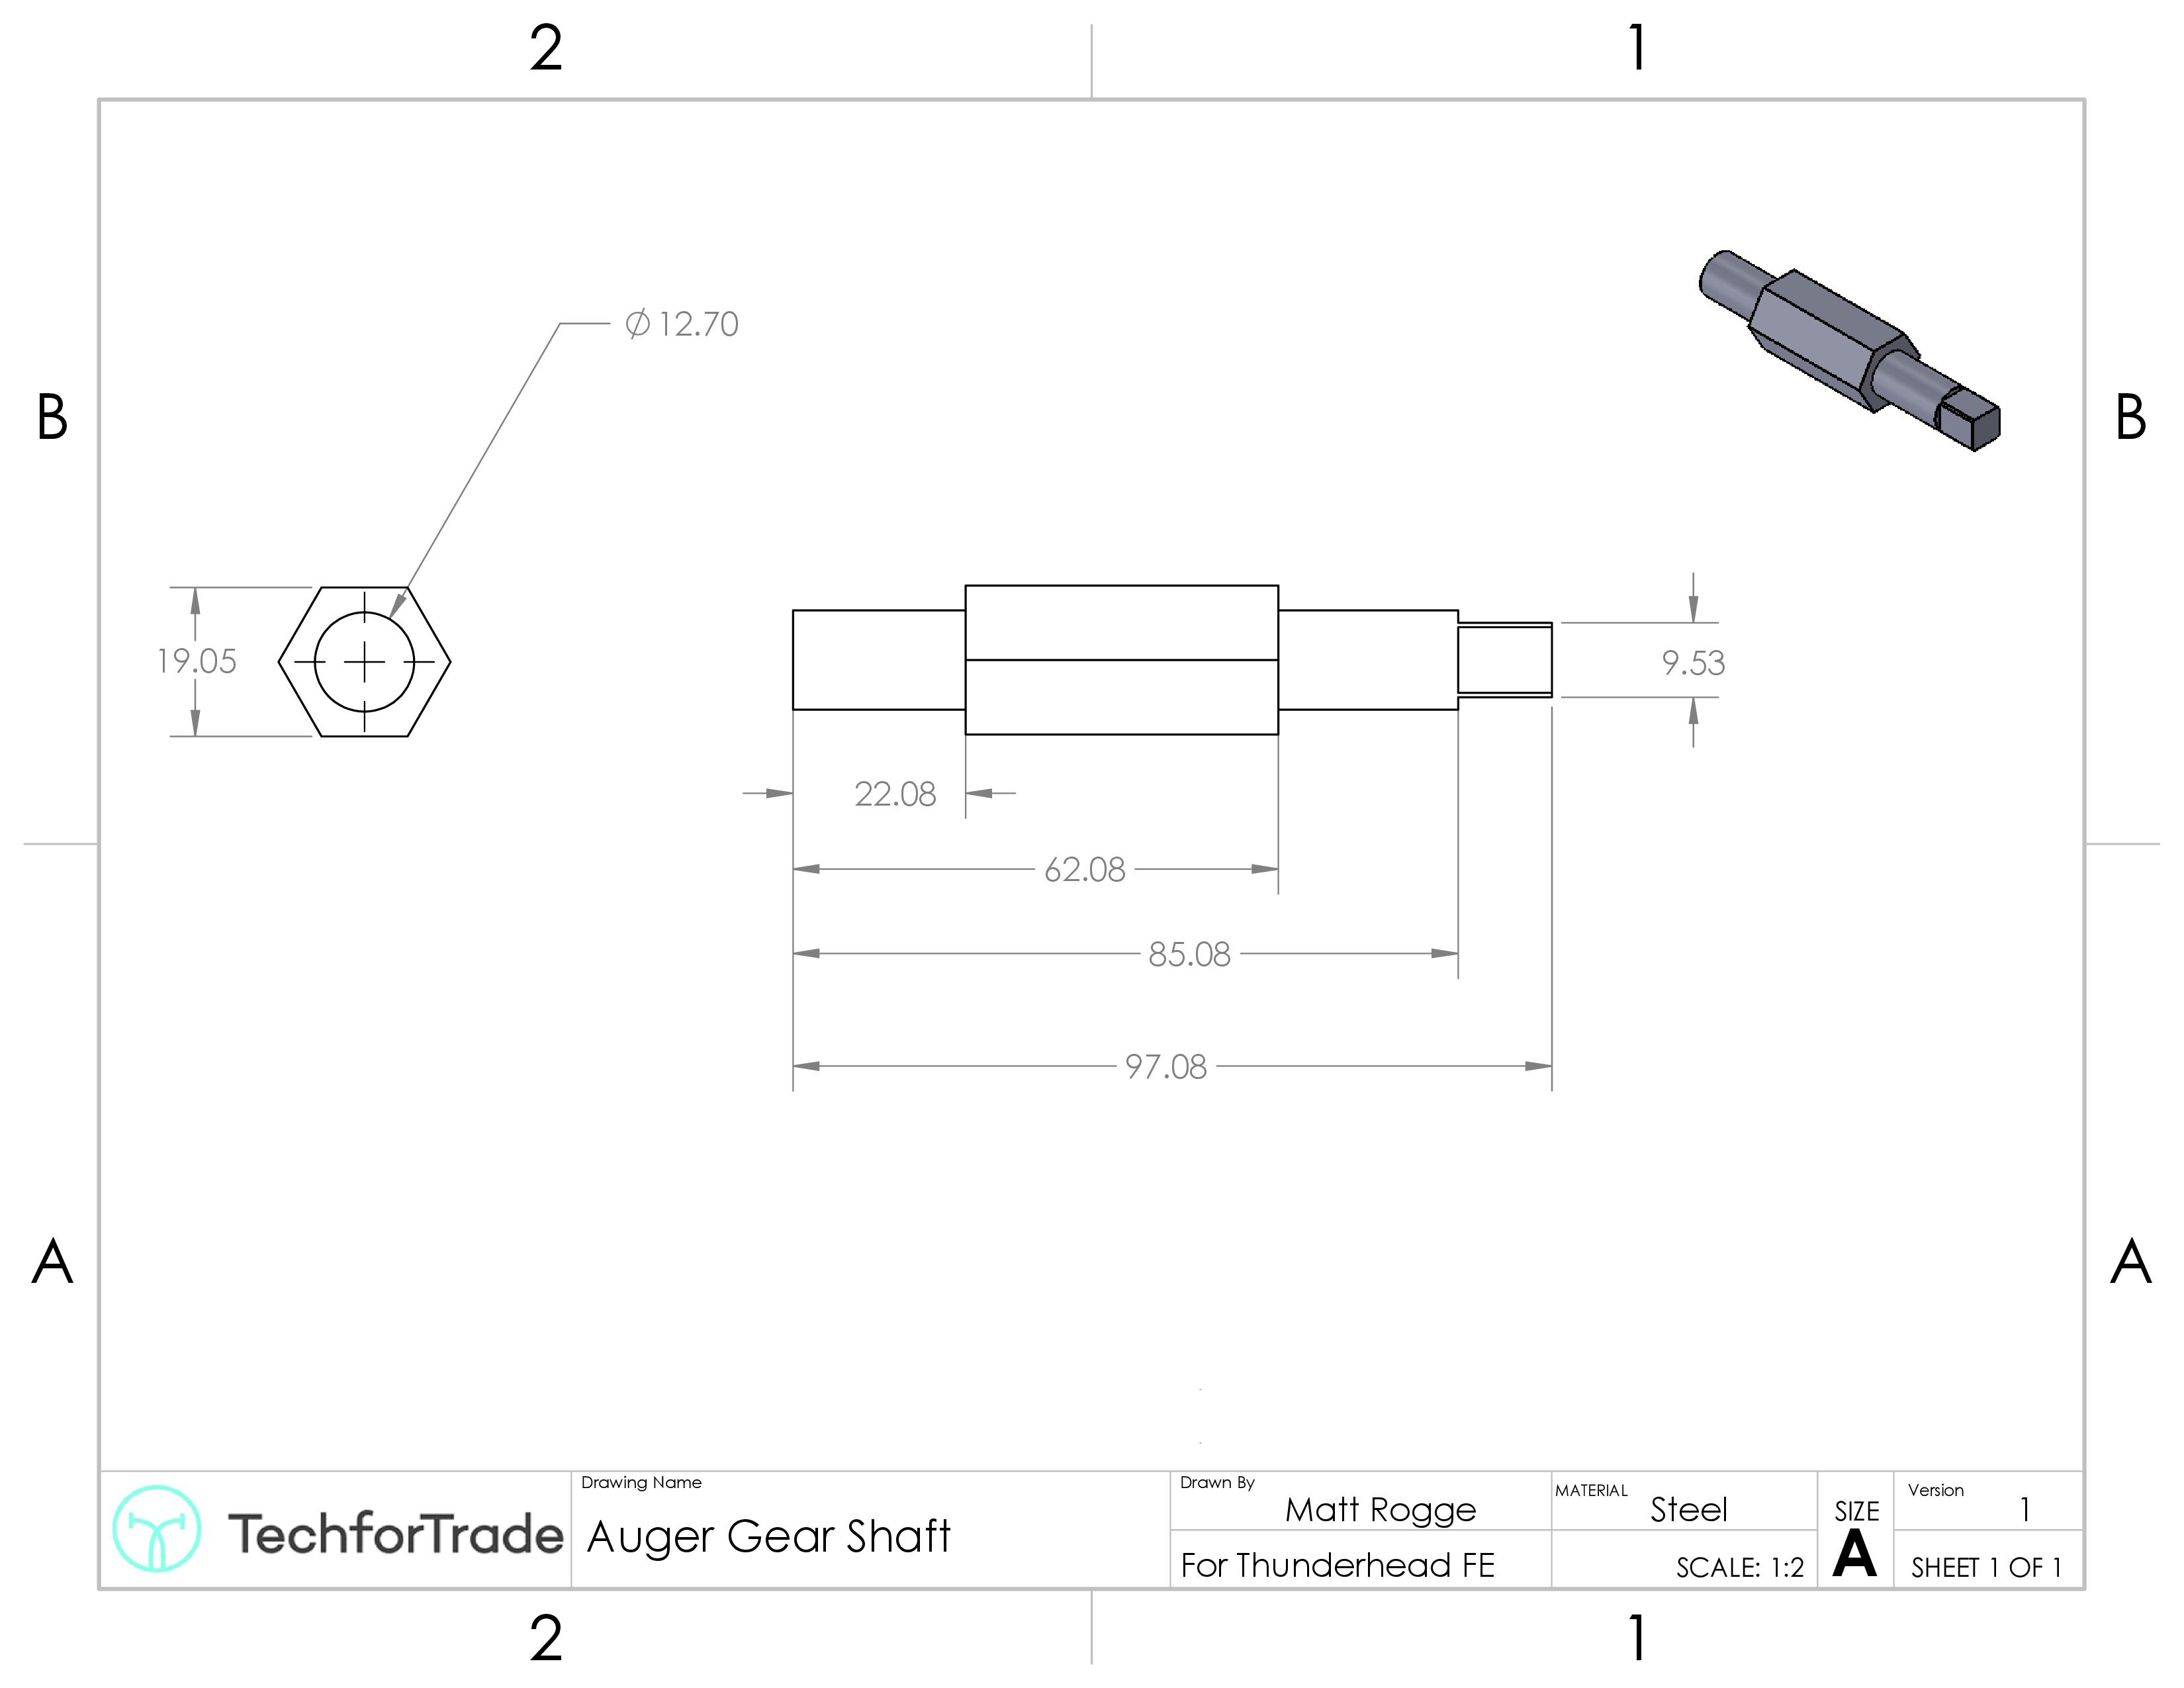 2
1
B
B
⌀12.70
19.05
9.53
22.08
62.08
85.08
97.08
A
A
TechforTrade
Drawing Name
Auger Gear Shaft
Drawn By
Matt Rogge
For Thunderhead FE
MATERIAL
Steel
SCALE: 1:2
SIZE
A
Version
1
SHEET 1 OF 1
2
1